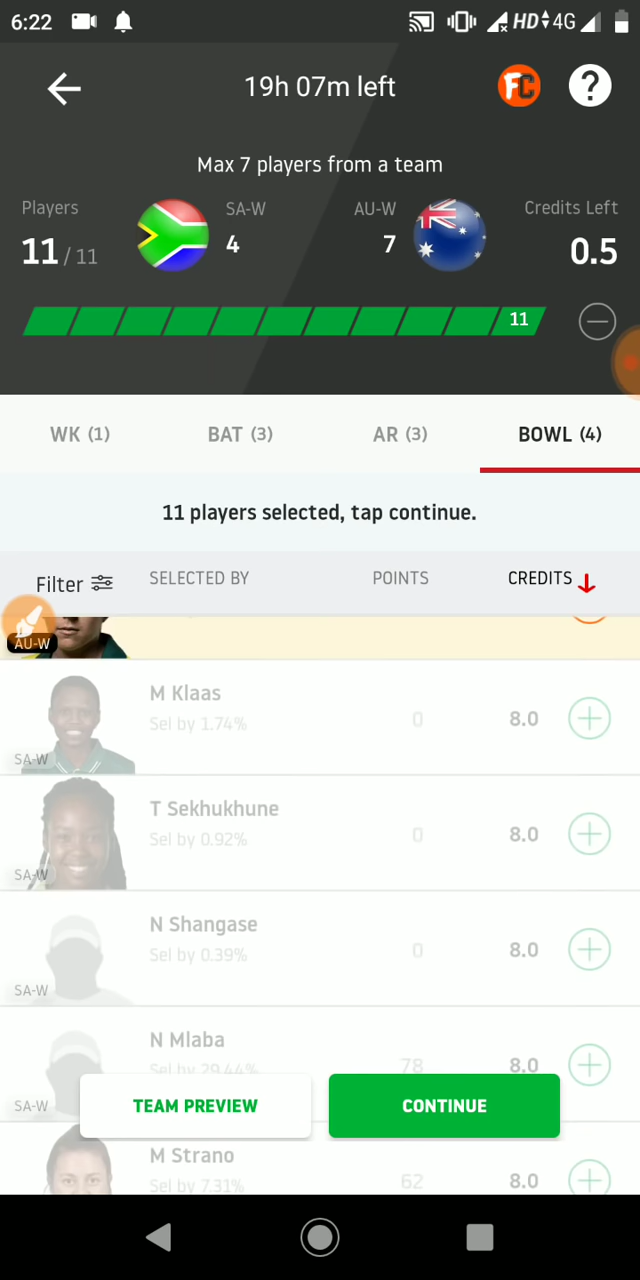 6:22 HD 4G
19h 07m left FC ?
Max 7 players from a team
Players SA-W AU-W Credits Left
11 / 11 4 7 0.5
11
WK (1) BAT (3) AR (3) BOWL (4)
11 players selected, tap continue.
Filter SELECTED BY POINTS CREDITS
AU-W
M Klaas
Sel by 1.74% 0 8.0
SA-W
T Sekhukhune
Sel by 0.92% 0 8.0
SA-W
N Shangase
Sel by 0.39% 0 8.0
SA-W
N Mlaba
Sel by 29.44% 78 8.0
SA-W
TEAM PREVIEW CONTINUE
M Strano
Sel by 7.31% 62 8.0